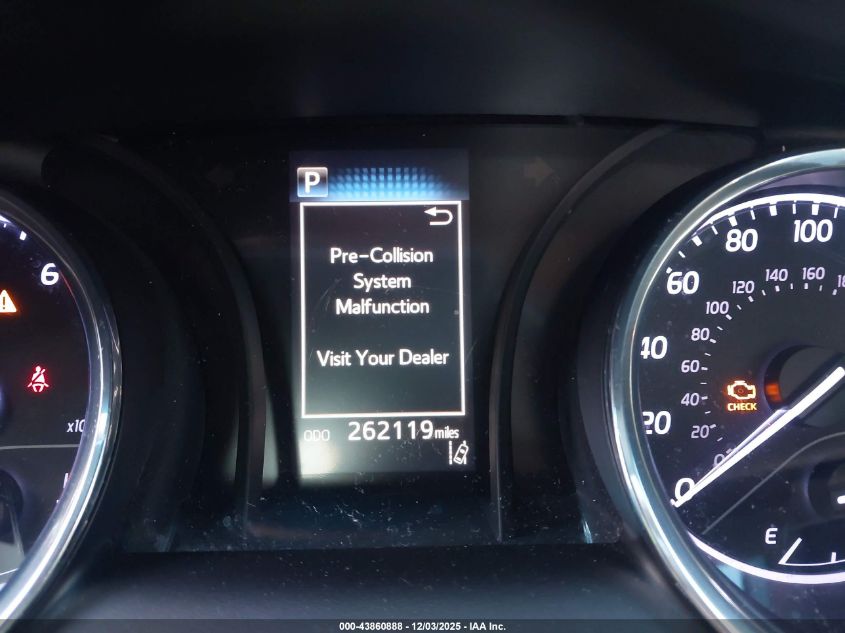 P
Pre-Collision
System
Malfunction
Visit Your Dealer
ODO 262119 miles
6
x10
80
100
60
40
20
0
120
140
160
100
80
60
40
20
0
CHECK
E
000-43860888 - 12/03/2025 - IAA Inc.